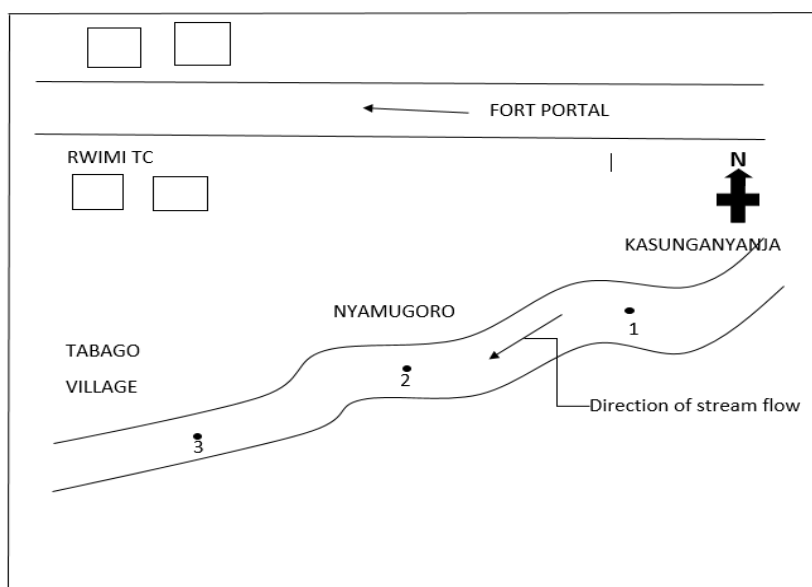 FORT PORTAL
RWIMI TC
N
KASUNGANYANJA
1
NYAMUGORO
2
TABAGO
VILLAGE
Direction of stream flow
3